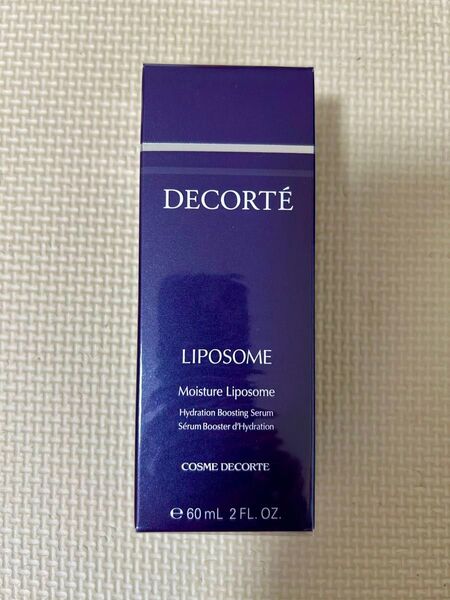 DECORTÉ
LIPOSOME
Moisture Liposome
Hydration Boosting Serum
Sérum Booster d'Hydration
COSME DECORTE
℮ 60 mL 2 FL. OZ.